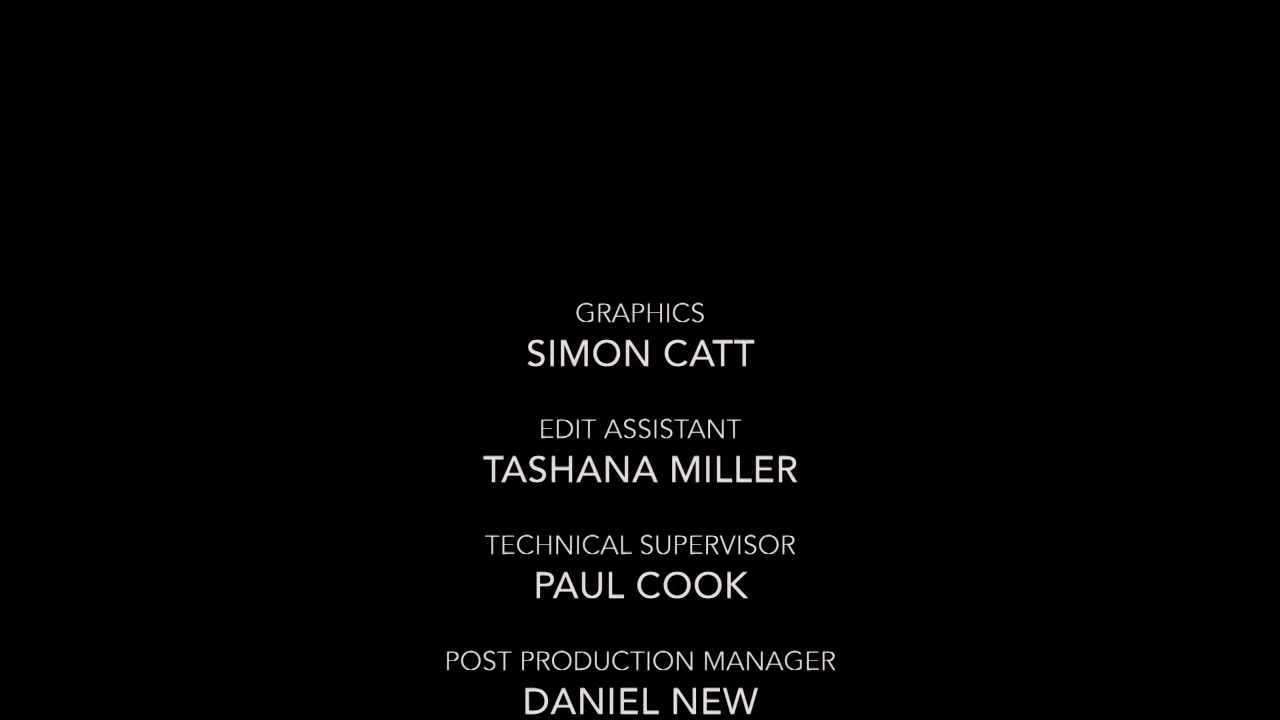 GRAPHICS
SIMON CATT
EDIT ASSISTANT
TASHANA MILLER
TECHNICAL SUPERVISOR
PAUL COOK
POST PRODUCTION MANAGER
DANIEL NEW